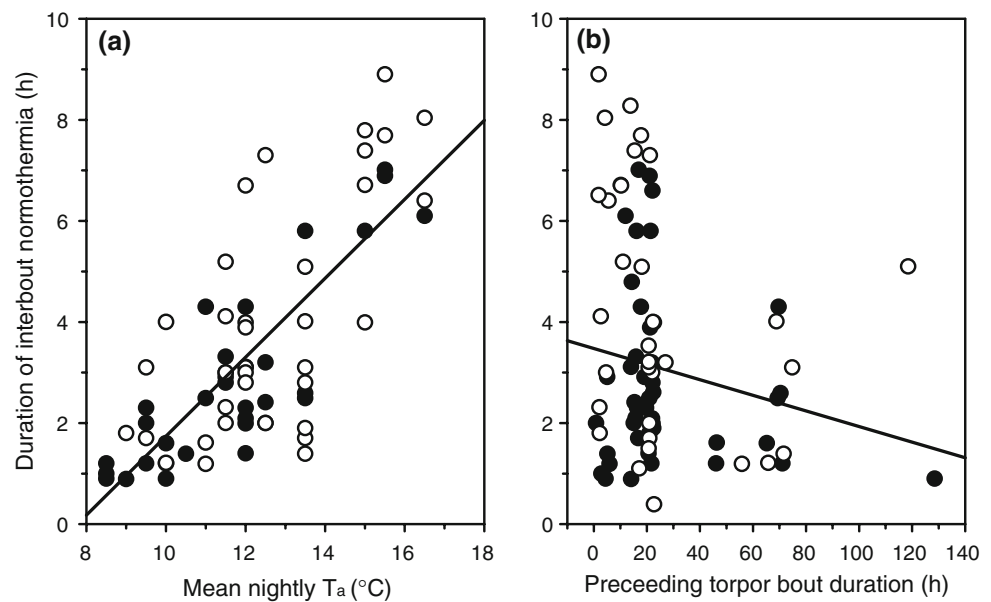 (a)
(b)
Duration of interbout normothermia (h)
10
8
6
4
2
0
8 10 12 14 16 18
Mean nightly Ta (°C)
10
8
6
4
2
0
0 20 40 60 80 100 120 140
Preceeding torpor bout duration (h)